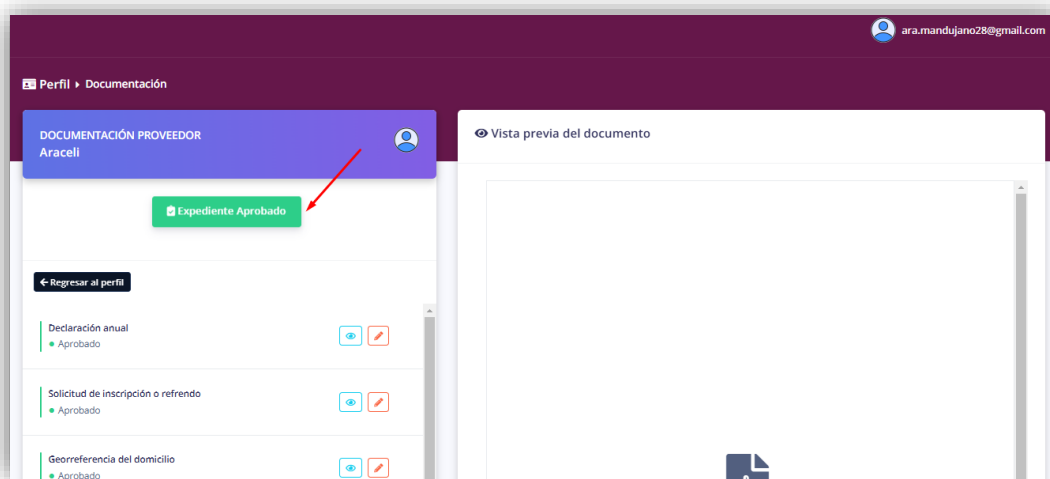 ara.mandujano28@gmail.com
Perfil ▸ Documentación
DOCUMENTACIÓN PROVEEDOR
Araceli
Vista previa del documento
Expediente Aprobado
Regresar al perfil
Declaración anual
Aprobado
Solicitud de inscripción o refrendo
Aprobado
Georreferencia del domicilio
Aprobado